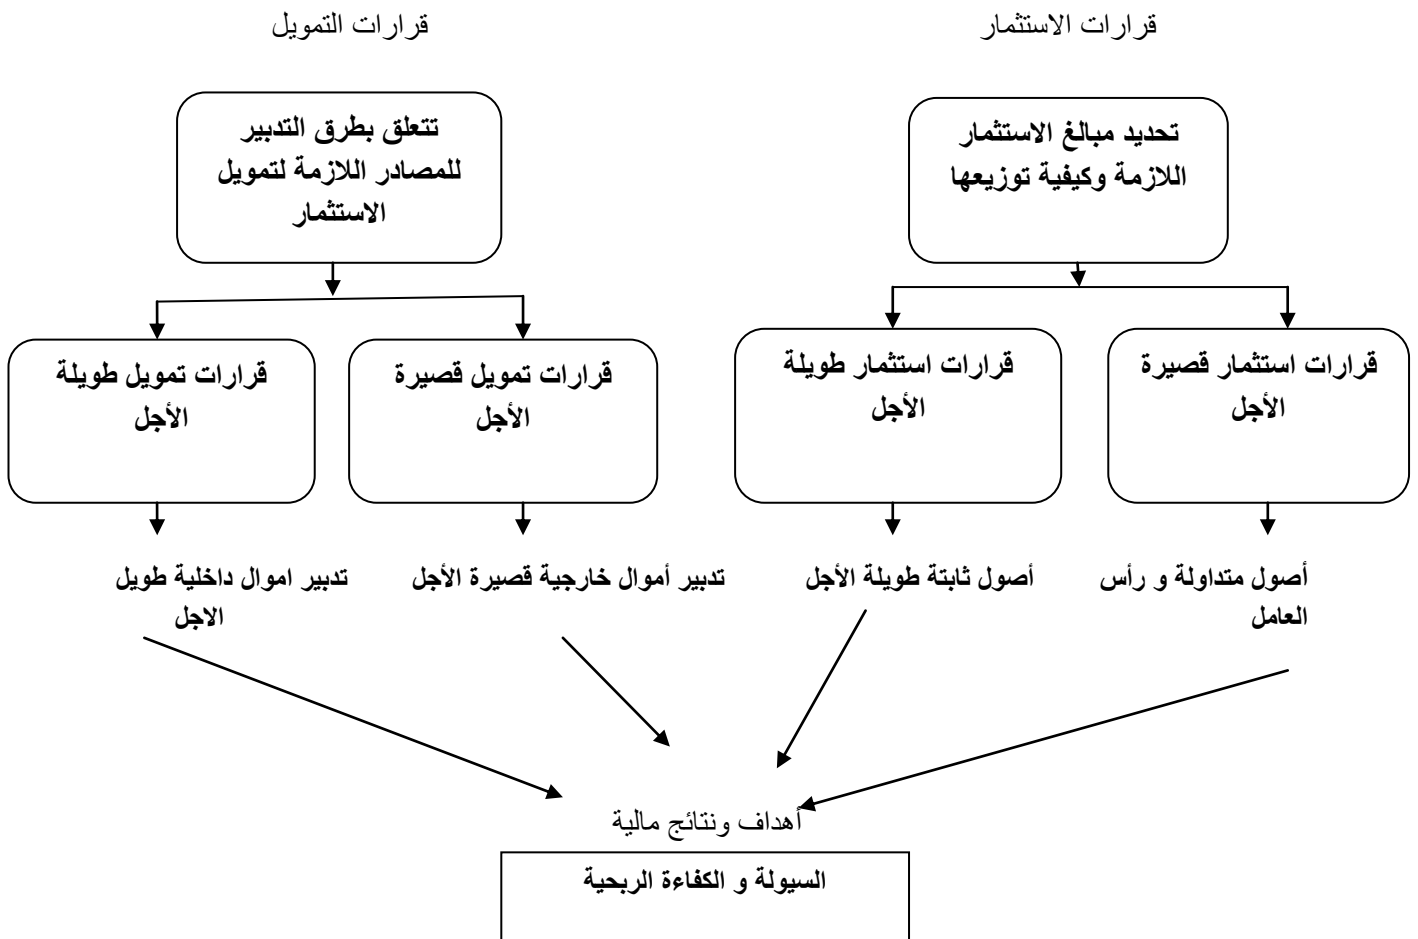 قرارات الاستثمار
قرارات التمويل
تحديد مبالغ الاستثمار
اللازمة وكيفية توزيعها
تتعلق بطرق التدبير
للمصادر اللازمة لتمويل
الاستثمار
قرارات استثمار قصيرة
الأجل
قرارات استثمار طويلة
الأجل
قرارات تمويل قصيرة
الأجل
قرارات تمويل طويلة
الأجل
أصول متداولة و رأس
العامل
أصول ثابتة طويلة الأجل
تدبير أموال خارجية قصيرة الأجل
تدبير اموال داخلية طويل
الاجل
أهداف ونتائج مالية
السيولة و الكفاءة الربحية